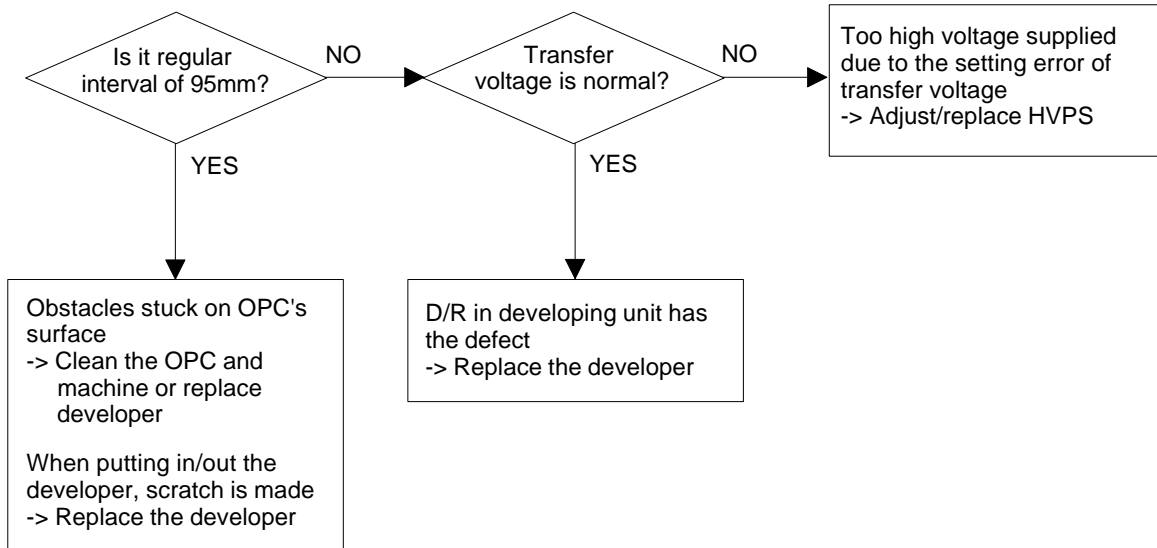 Is it regular
interval of 95mm?
NO
Transfer
voltage is normal?
NO
Too high voltage supplied
due to the setting error of
transfer voltage
-> Adjust/replace HVPS
YES
YES
Obstacles stuck on OPC's
surface
-> Clean the OPC and
machine or replace
developer
When putting in/out the
developer, scratch is made
-> Replace the developer
D/R in developing unit has
the defect
-> Replace the developer